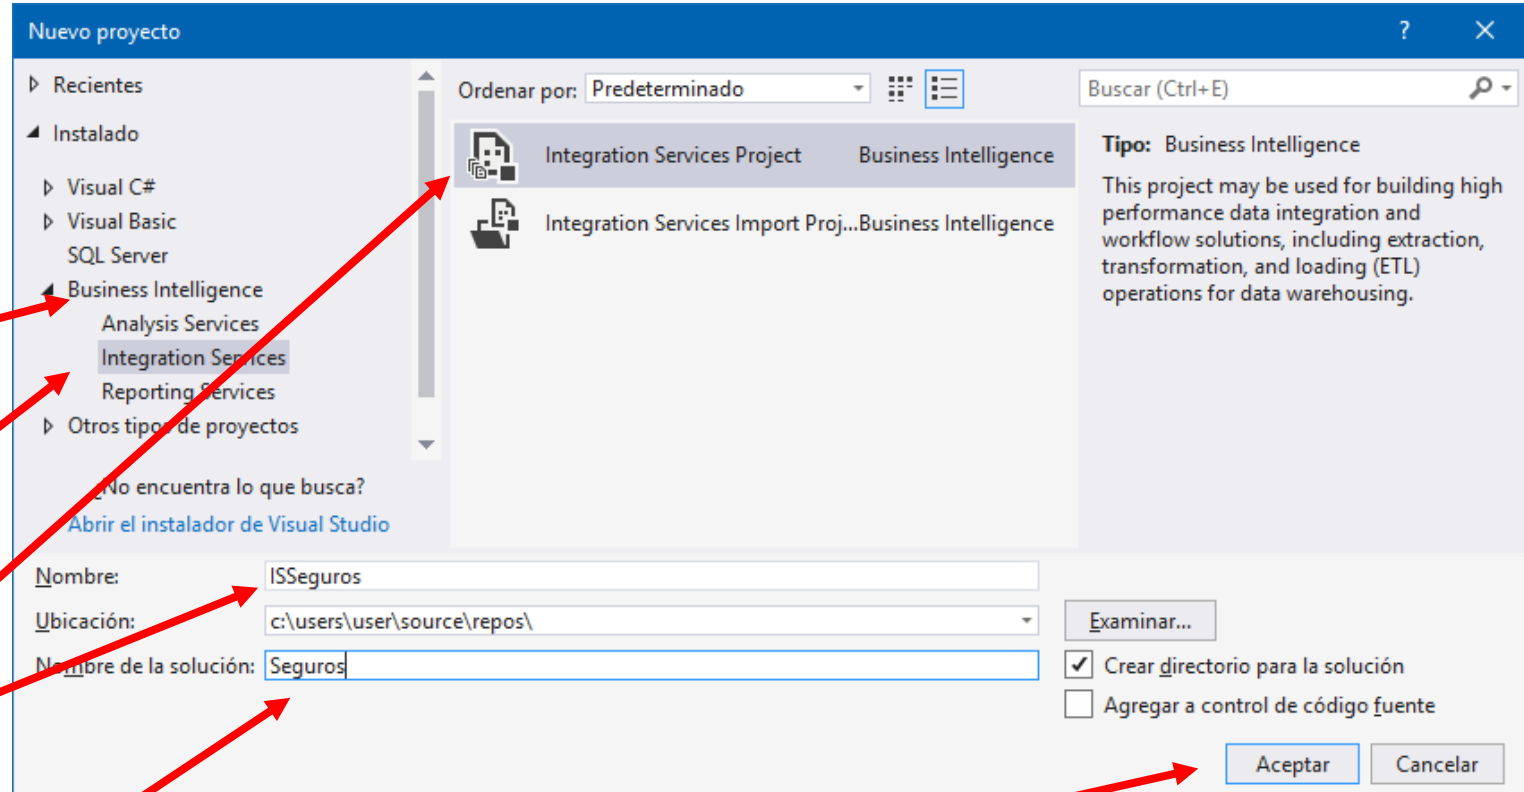 Nuevo proyecto
Recientes
Instalado
Visual C#
Visual Basic
SQL Server
Business Intelligence
Analysis Services
Integration Services
Reporting Services
Otros tipos de proyectos
¿No encuentra lo que busca?
Abrir el instalador de Visual Studio
Ordenar por: Predeterminado
Integration Services Project Business Intelligence
Integration Services Import Proj...Business Intelligence
Buscar (Ctrl+E)
Tipo: Business Intelligence
This project may be used for building high
performance data integration and
workflow solutions, including extraction,
transformation, and loading (ETL)
operations for data warehousing.
Nombre: ISSeguros
Ubicación: c:\users\user\source\repos\
Examinar...
Nombre de la solución: Seguros
Crear directorio para la solución
Agregar a control de código fuente
Aceptar Cancelar